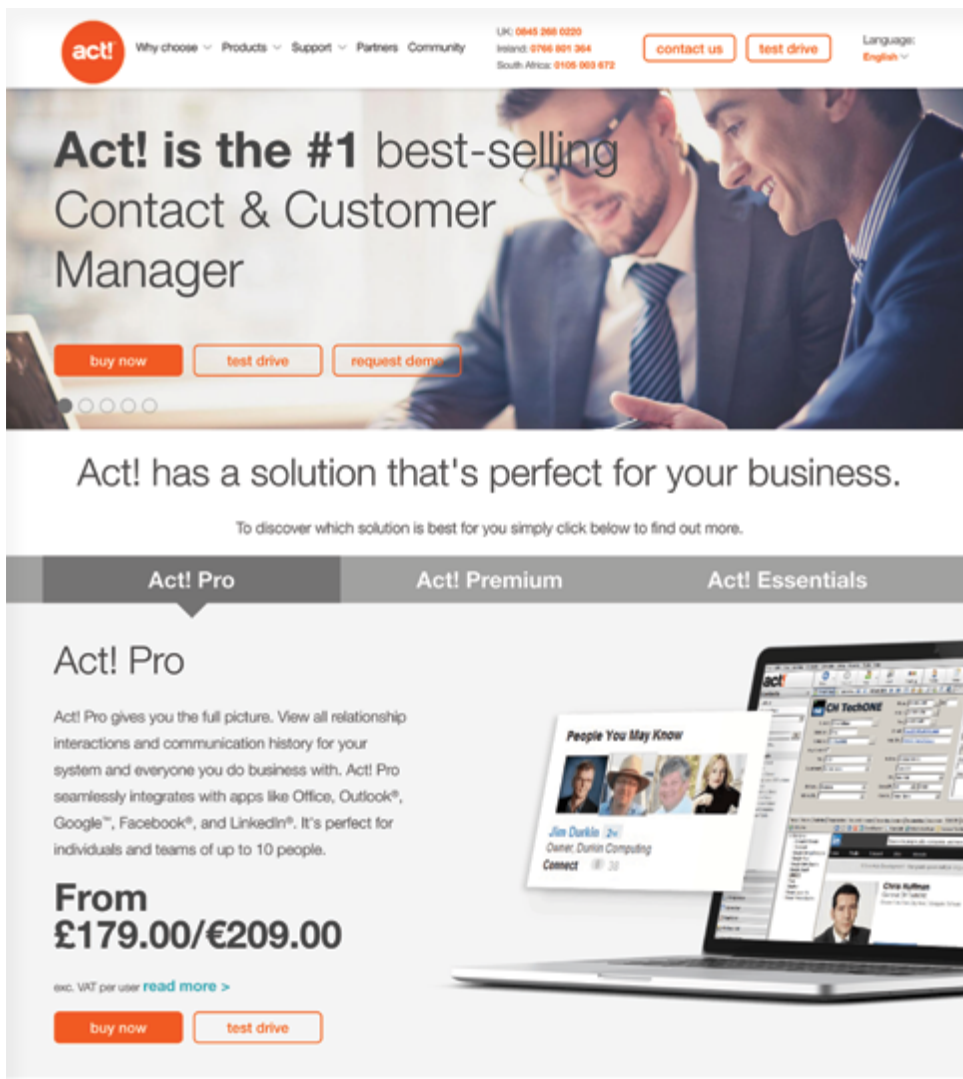 act!
Why choose Products Support Partners Community
UK: 0845 268 0220
Ireland: 0766 801 364
South Africa: 0105 003 672
contact us
test drive
Language:
English
Act! is the #1 best-selling
Contact & Customer
Manager
buy now
test drive
request demo
Act! has a solution that's perfect for your business.
To discover which solution is best for you simply click below to find out more.
Act! Pro
Act! Premium
Act! Essentials
Act! Pro
Act! Pro gives you the full picture. View all relationship
interactions and communication history for your
system and everyone you do business with. Act! Pro
seamlessly integrates with apps like Office, Outlook®,
Google™, Facebook®, and LinkedIn®. It's perfect for
individuals and teams of up to 10 people.
From
£179.00/€209.00
exc. VAT per user read more >
buy now
test drive
People You May Know
Jim Durkin
Owner, Durkin Computing
Connect 38
act!
CH TechONE
Chris Huffman